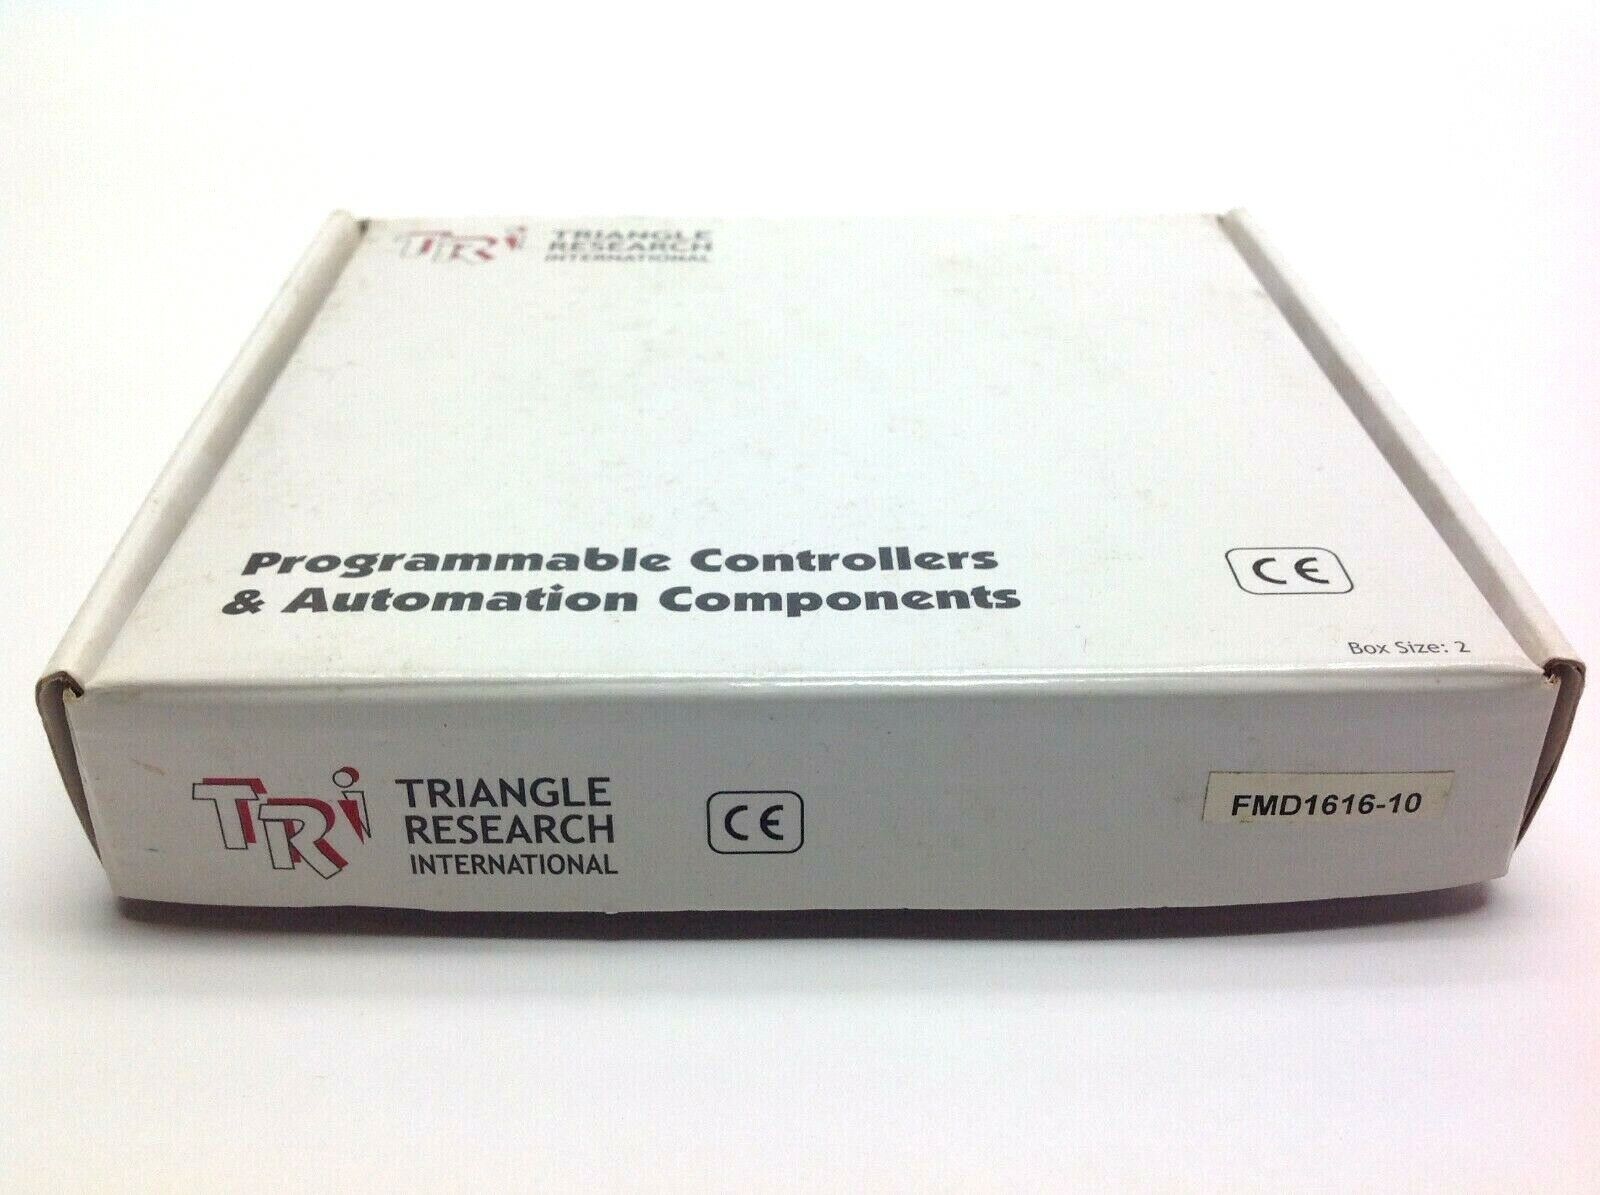 TRi TRIANGLE
RESEARCH
INTERNATIONAL
Programmable Controllers
& Automation Components
CE
Box Size: 2
TRi TRIANGLE
RESEARCH
INTERNATIONAL
CE
FMD1616-10